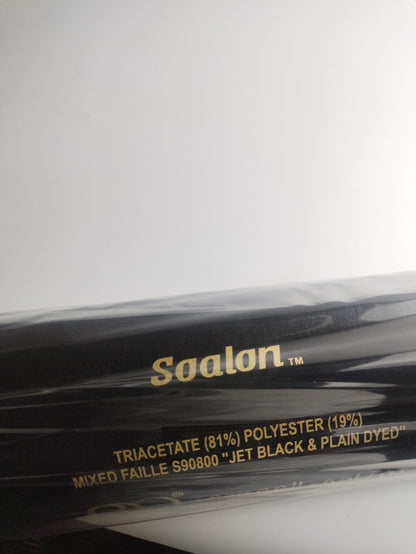 Soalon™
TRIACETATE (81%) POLYESTER (19%)
MIXED FAILLE S90800 "JET BLACK & PLAIN DYED"
®